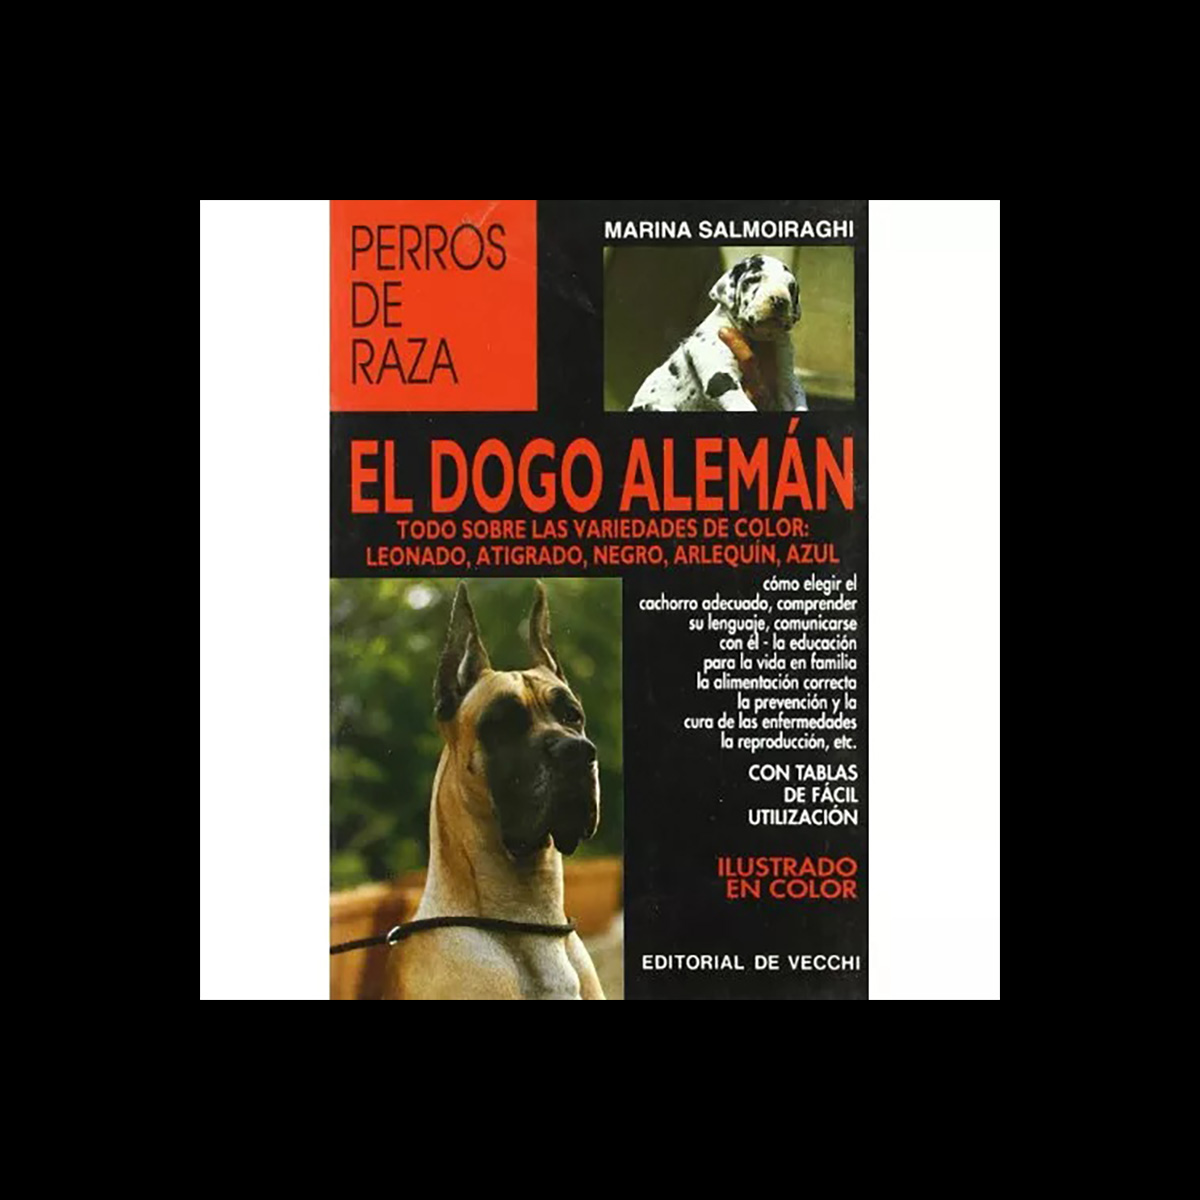 PERROS
DE
RAZA
MARINA SALMOIRAGHI
EL DOGO ALEMÁN
TODO SOBRE LAS VARIEDADES DE COLOR:
LEONADO, ATIGRADO, NEGRO, ARLEQUÍN, AZUL
cómo elegir el
cachorro adecuado, comprender
su lenguaje, comunicarse
con él - la educación
para la vida en familia
la alimentación correcta
la prevención y la
cura de las enfermedades
la reproducción, etc.
CON TABLAS
DE FÁCIL
UTILIZACIÓN
ILUSTRADO
EN COLOR
EDITORIAL DE VECCHI